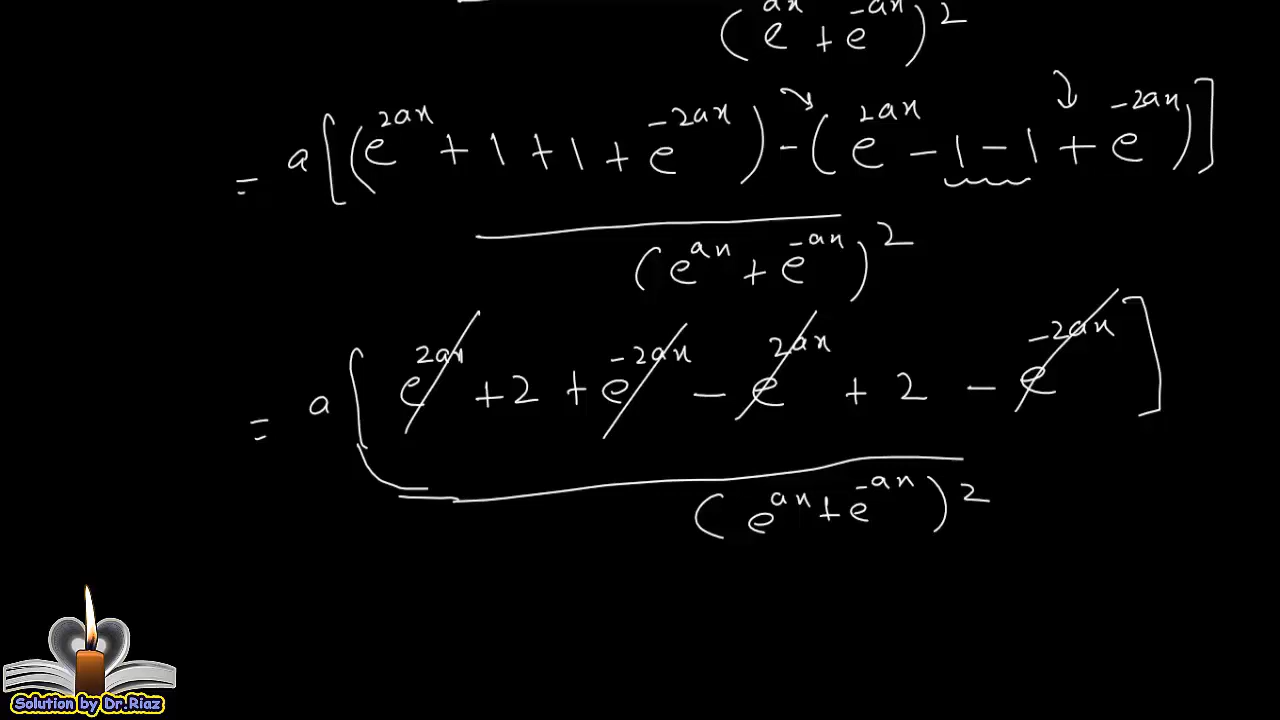 (e^ax + e^-ax)^2
= a[(e^2ax + 1 + 1 + e^-2ax) - (e^2ax - 1 - 1 + e^-2ax)]
(e^ax + e^-ax)^2
= a[e^2ax + 2 + e^-2ax - e^2ax + 2 - e^-2ax]
(e^ax + e^-ax)^2
Solution by Dr.Riaz